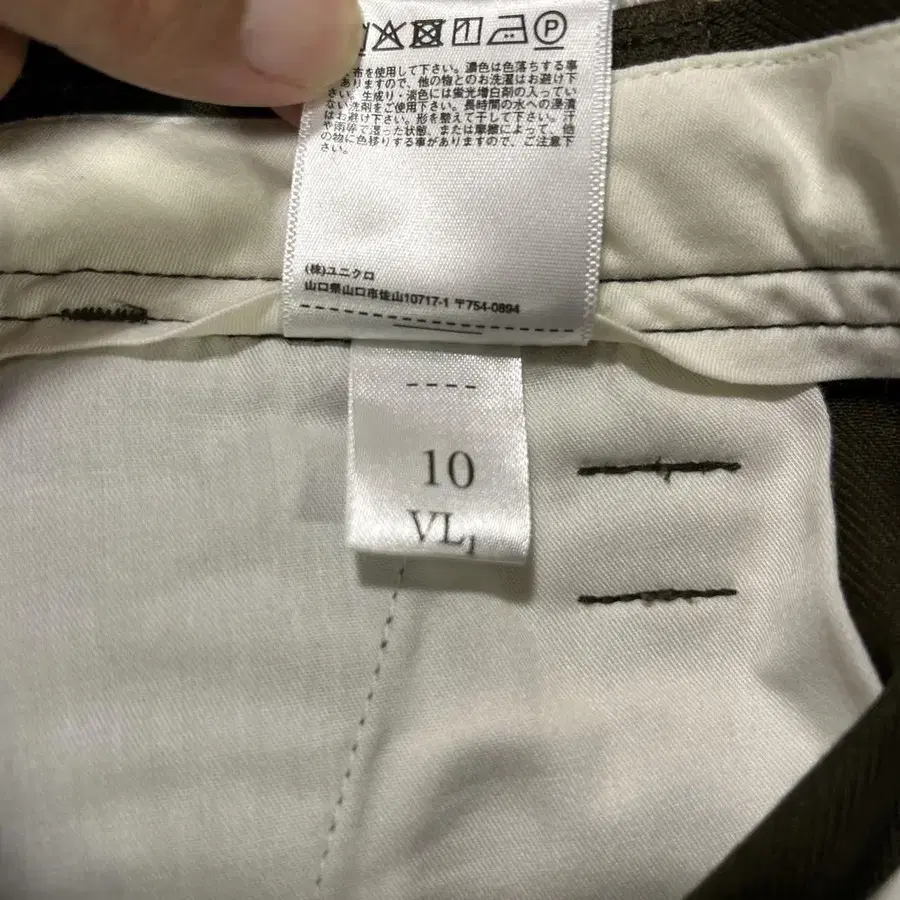 布を使用して下さい。濃色は色落ちする事
ありますので、他の物とのお洗濯はお避け下
生成り・淡色には蛍光増白剤の入ってい
ない洗剤をご使用下さい。長時間の水への浸漬
はお避け下さい。形を整えて干して下さい。汗
や雨等で湿った状態、または摩擦によって、他
の物に色移りする事がありますので、ご注意下
さい。
(株)ユニクロ
山口県山口市佐山10717-1 〒754-0894
10
VL1